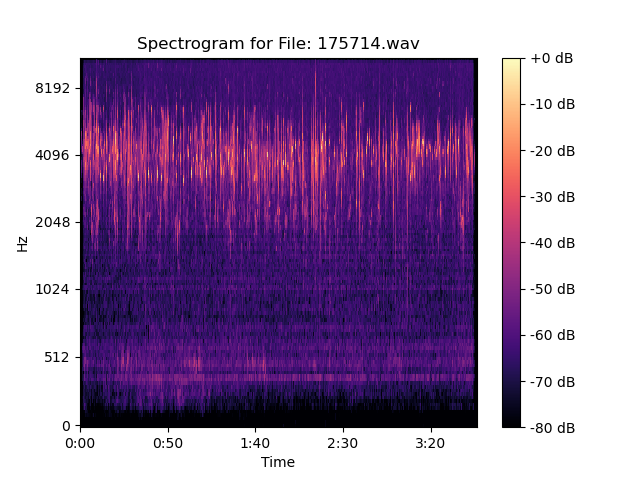 Spectrogram for File: 175714.wav
8192
4096
2048
1024
512
0
Hz
0:00
0:50
1:40
2:30
3:20
Time
+0 dB
-10 dB
-20 dB
-30 dB
-40 dB
-50 dB
-60 dB
-70 dB
-80 dB